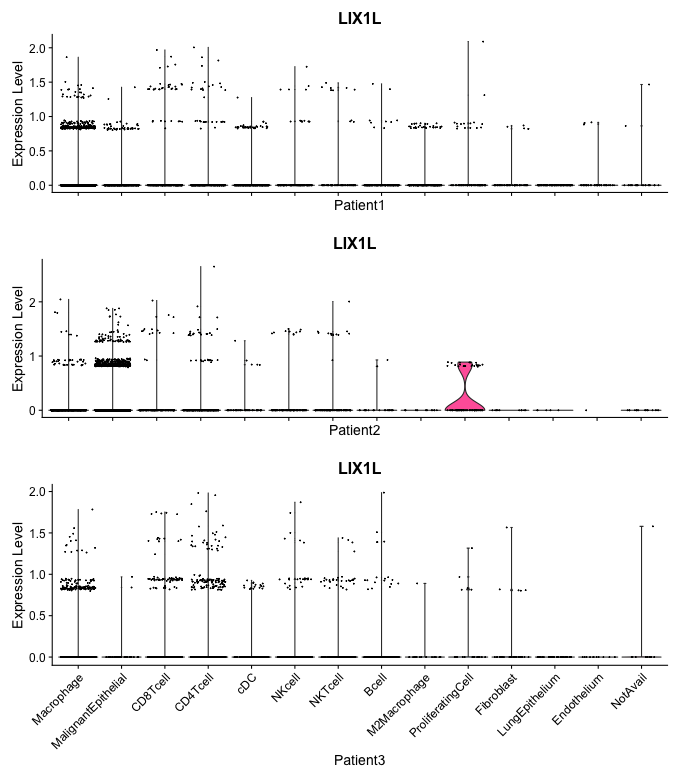 LIX1L
Expression Level
2.0
1.5
1.0
0.5
0.0
Patient1
LIX1L
Expression Level
2
1
0
Patient2
LIX1L
Expression Level
2.0
1.5
1.0
0.5
0.0
Macrophage
MalignantEpithelial
CD8Tcell
CD4Tcell
cDC
NKcell
NKTcell
Bcell
M2Macrophage
ProliferatingCell
Fibroblast
LungEpithelium
Endothelium
NotAvail
Patient3